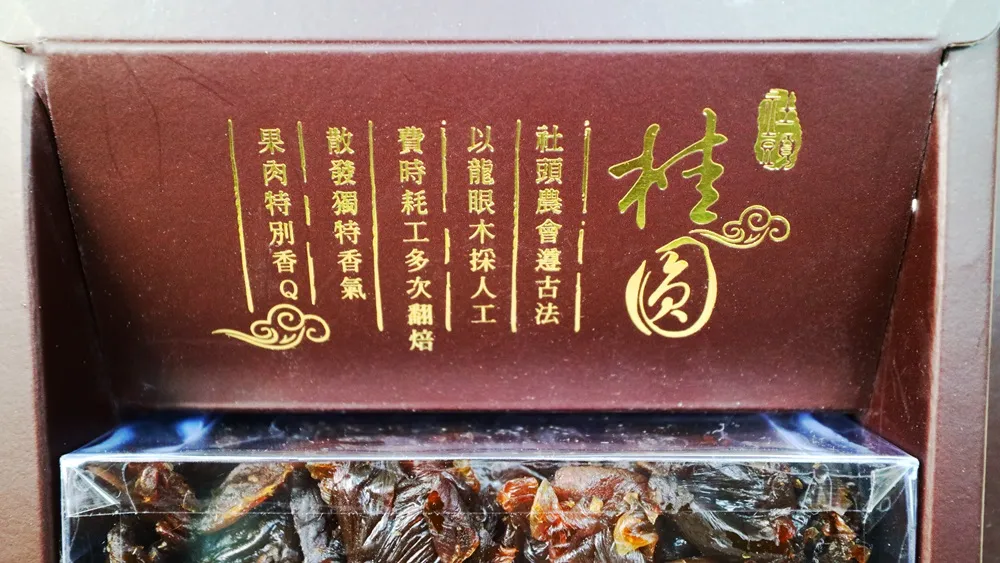 桂圓
社頭農會遵古法
以龍眼木採人工
費時耗工多次翻焙
散發獨特香氣
果肉特別香Q